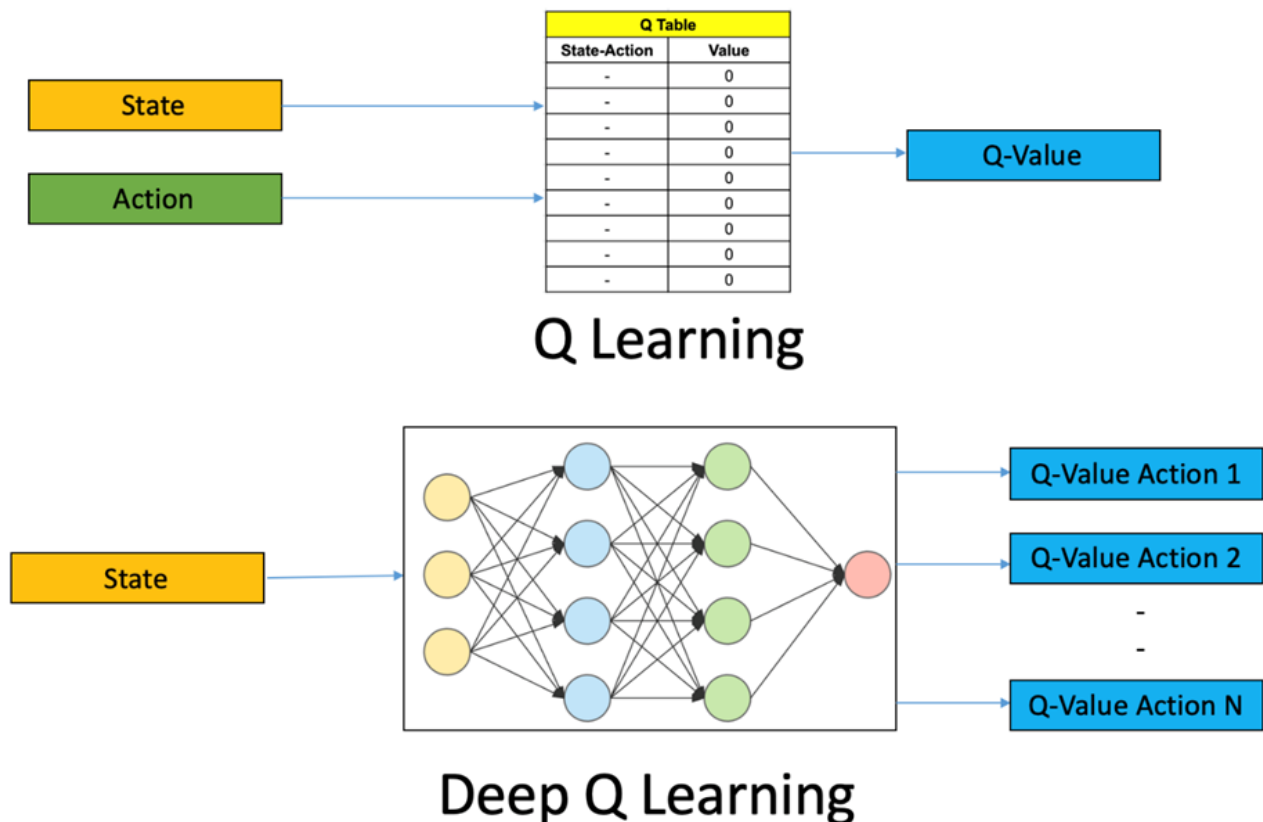 Q Table
State-Action Value
- 0
- 0
- 0
- 0
- 0
- 0
- 0
- 0
- 0
State
Action
Q-Value
Q Learning
State
Q-Value Action 1
Q-Value Action 2
-
-
Q-Value Action N
Deep Q Learning